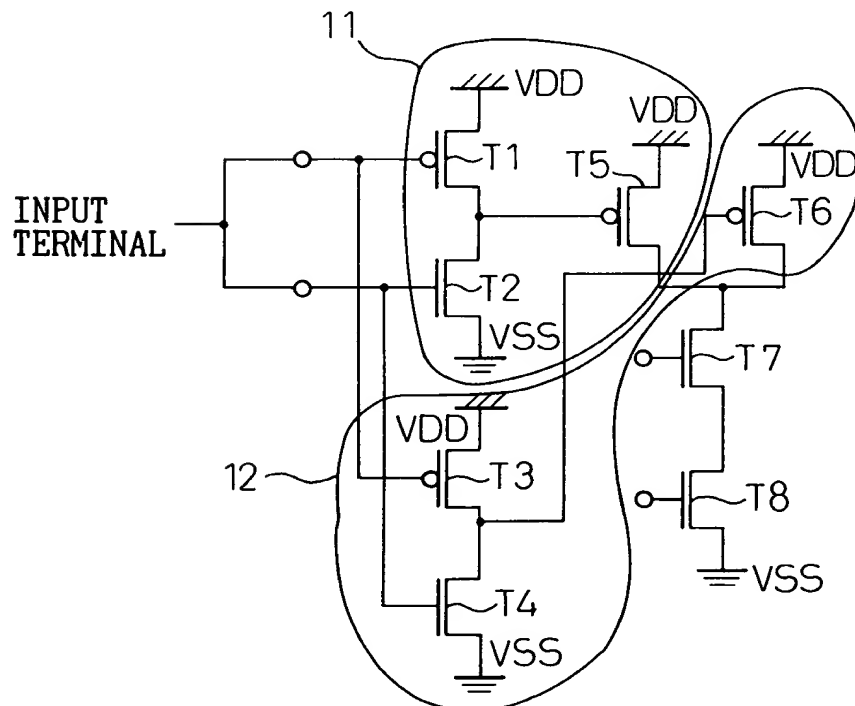 11
VDD
VDD
VDD
T1
T5
T6
INPUT
TERMINAL
T2
VSS
T7
VDD
12
T3
T8
VSS
T4
VSS